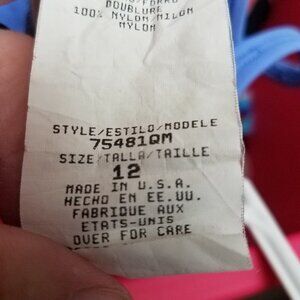 DOUBLURE
100% NYLON/NILON
NYLON
STYLE/ESTILO/MODELE
75481QM
SIZE/TALLA/TAILLE
12
MADE IN U.S.A.
HECHO EN EE.UU.
FABRIQUE AUX
ETATS-UNIS
OVER FOR CARE